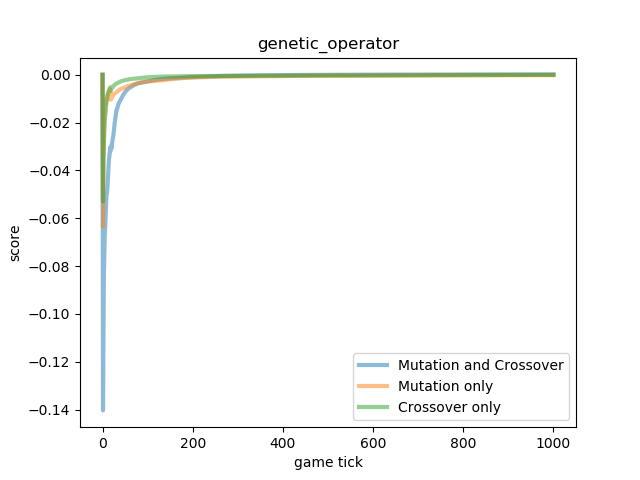 genetic_operator
0.00
−0.02
−0.04
−0.06
−0.08
−0.10
−0.12
−0.14
score
Mutation and Crossover
Mutation only
Crossover only
0 200 400 600 800 1000
game tick